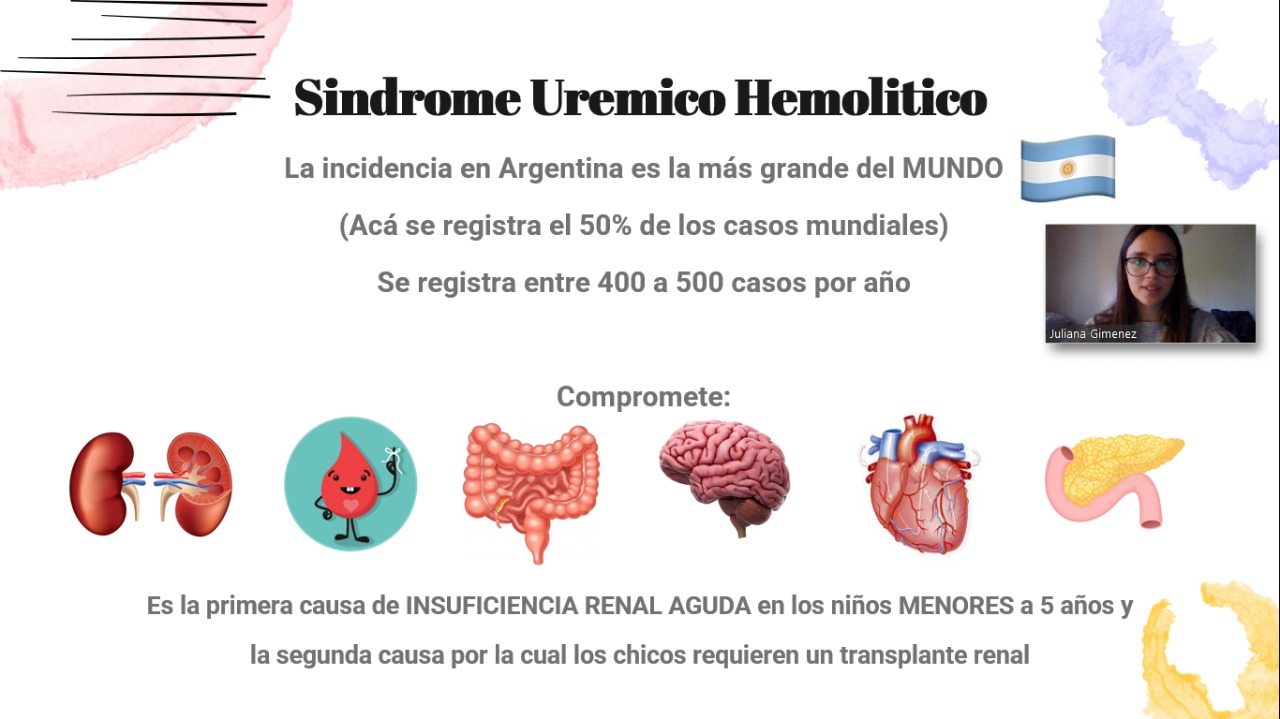 Sindrome Uremico Hemolitico
La incidencia en Argentina es la más grande del MUNDO
(Acá se registra el 50% de los casos mundiales)
Se registra entre 400 a 500 casos por año
Juliana Gimenez
Compromete:
Es la primera causa de INSUFICIENCIA RENAL AGUDA en los niños MENORES a 5 años y
la segunda causa por la cual los chicos requieren un transplante renal